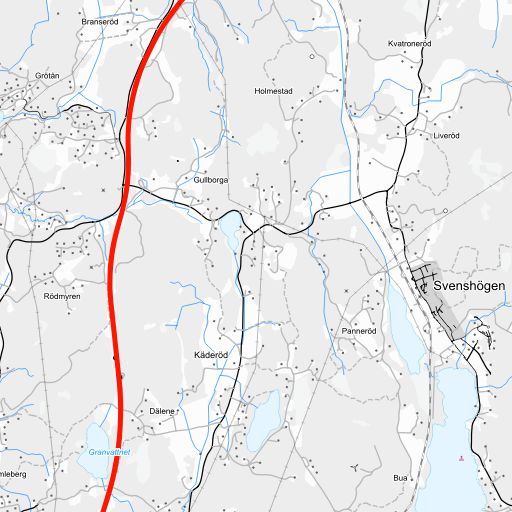 Branseröd
Kvatroneröd
Grötån
Holmestad
Liveröd
Gullborga
Svenshögen
Rödmyren
Panneröd
Käderöd
Dälene
Granvattnet
mleberg
Bua